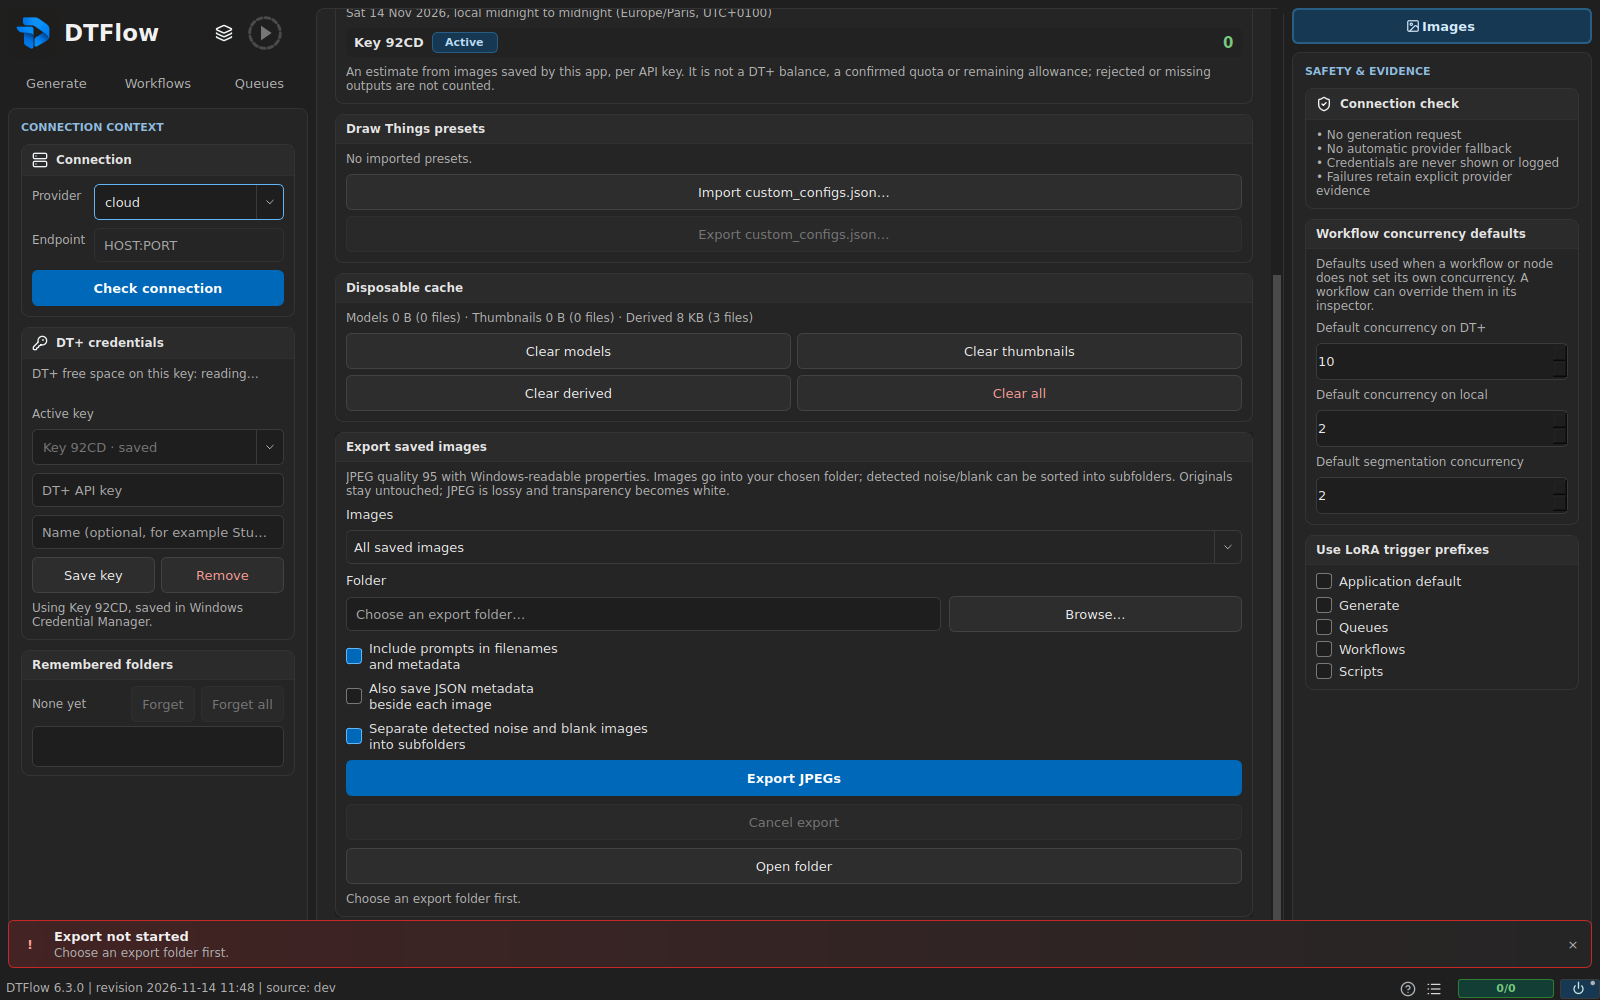 DTFlow
Generate Workflows Queues
CONNECTION CONTEXT
Connection
Provider cloud
Endpoint HOST:PORT
Check connection
DT+ credentials
DT+ free space on this key: reading...
Active key
Key 92CD · saved
DT+ API key
Name (optional, for example Stu...
Save key Remove
Using Key 92CD, saved in Windows
Credential Manager.
Remembered folders
None yet Forget Forget all
Sat 14 Nov 2026, local midnight to midnight (Europe/Paris, UTC+0100)
Key 92CD Active 0
An estimate from images saved by this app, per API key. It is not a DT+ balance, a confirmed quota or remaining allowance; rejected or missing
outputs are not counted.
Draw Things presets
No imported presets.
Import custom_configs.json...
Export custom_configs.json...
Disposable cache
Models 0 B (0 files) · Thumbnails 0 B (0 files) · Derived 8 KB (3 files)
Clear models Clear thumbnails
Clear derived Clear all
Export saved images
JPEG quality 95 with Windows-readable properties. Images go into your chosen folder; detected noise/blank can be sorted into subfolders. Originals
stay untouched; JPEG is lossy and transparency becomes white.
Images
All saved images
Folder
Choose an export folder... Browse...
Include prompts in filenames
and metadata
Also save JSON metadata
beside each image
Separate detected noise and blank images
into subfolders
Export JPEGs
Cancel export
Open folder
Choose an export folder first.
Images
SAFETY & EVIDENCE
Connection check
• No generation request
• No automatic provider fallback
• Credentials are never shown or logged
• Failures retain explicit provider
evidence
Workflow concurrency defaults
Defaults used when a workflow or node
does not set its own concurrency. A
workflow can override them in its
inspector.
Default concurrency on DT+
10
Default concurrency on local
2
Default segmentation concurrency
2
Use LoRA trigger prefixes
Application default
Generate
Queues
Workflows
Scripts
! Export not started ×
Choose an export folder first.
DTFlow 6.3.0 | revision 2026-11-14 11:48 | source: dev 0/0